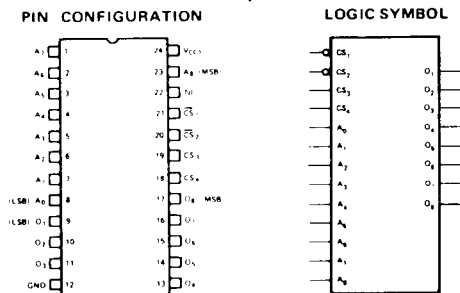 PIN CONFIGURATION
A7 1
A6 2
A5 3
A4 4
A3 5
A2 6
A1 7
(LSB) A0 8
(LSB) O1 9
O2 10
O3 11
GND 12
24 VCC
23 A8 (MSB)
22
21 CS1
20 CS2
19 CS3
18 CS4
17 O8 (MSB)
16 O7
15 O6
14 O5
13 O4
LOGIC SYMBOL
CS1
CS2
CS3
CS4
A0
A1
A2
A3
A4
A5
A6
A7
A8
O1
O2
O3
O4
O5
O6
O7
O8